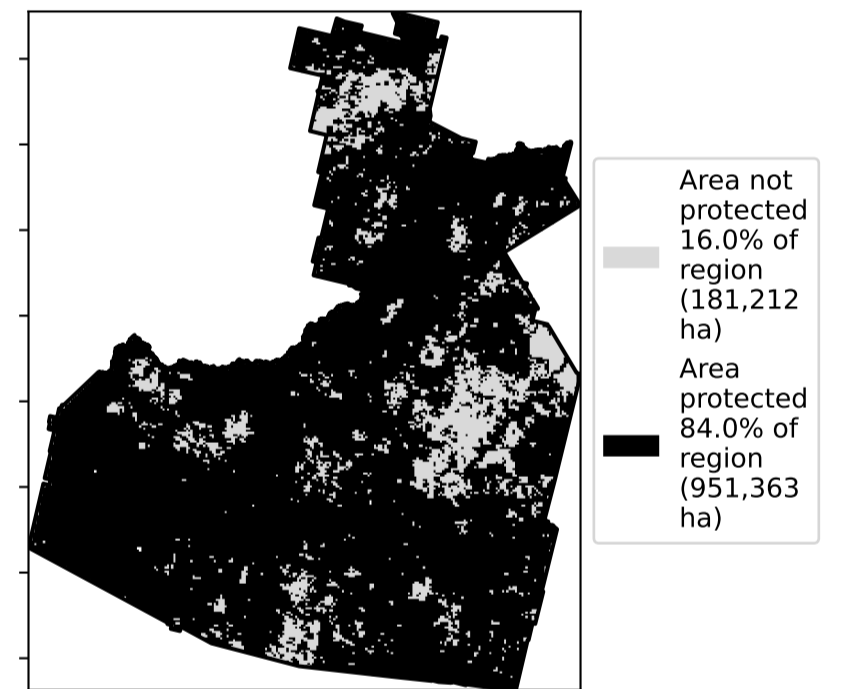 Area not
protected
16.0% of
region
(181,212
ha)
Area
protected
84.0% of
region
(951,363
ha)